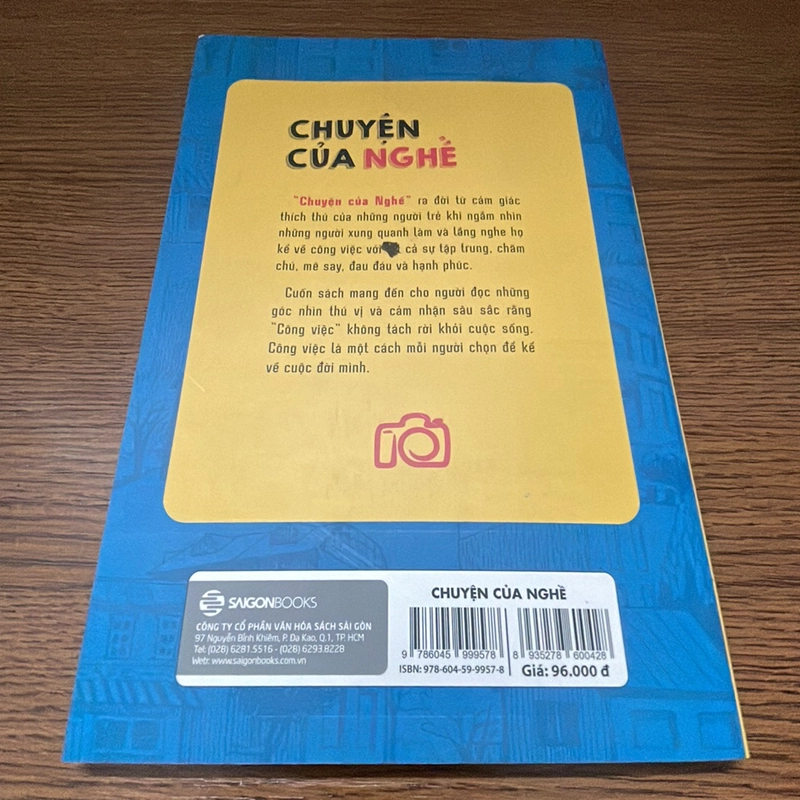 CHUYỆN
CỦA NGHỀ
"Chuyện của Nghề" ra đời từ cảm giác
thích thú của những người trẻ khi ngắm nhìn
những người xung quanh làm và lắng nghe họ
kể về công việc với cả sự tập trung, chăm
chú, mê say, đau đáu và hạnh phúc.
Cuốn sách mang đến cho người đọc những
góc nhìn thú vị và cảm nhận sâu sắc rằng
"Công việc" không tách rời khỏi cuộc sống.
Công việc là một cách mỗi người chọn để kể
về cuộc đời mình.
SAIGONBOOKS
CÔNG TY CỔ PHẦN VĂN HÓA SÁCH SÀI GÒN
97 Nguyễn Bỉnh Khiêm, P. Đa Kao, Q.1, TP. HCM
Tel: (028) 6281.5516 - (028) 6293.8228
Wetr. www.saigonbooks.com.vn
CHUYỆN CỦA NGHỀ
9 786045 999578
8 935278 600428
ISBN: 978-604-59-9957-8
Giá: 96.000 đ